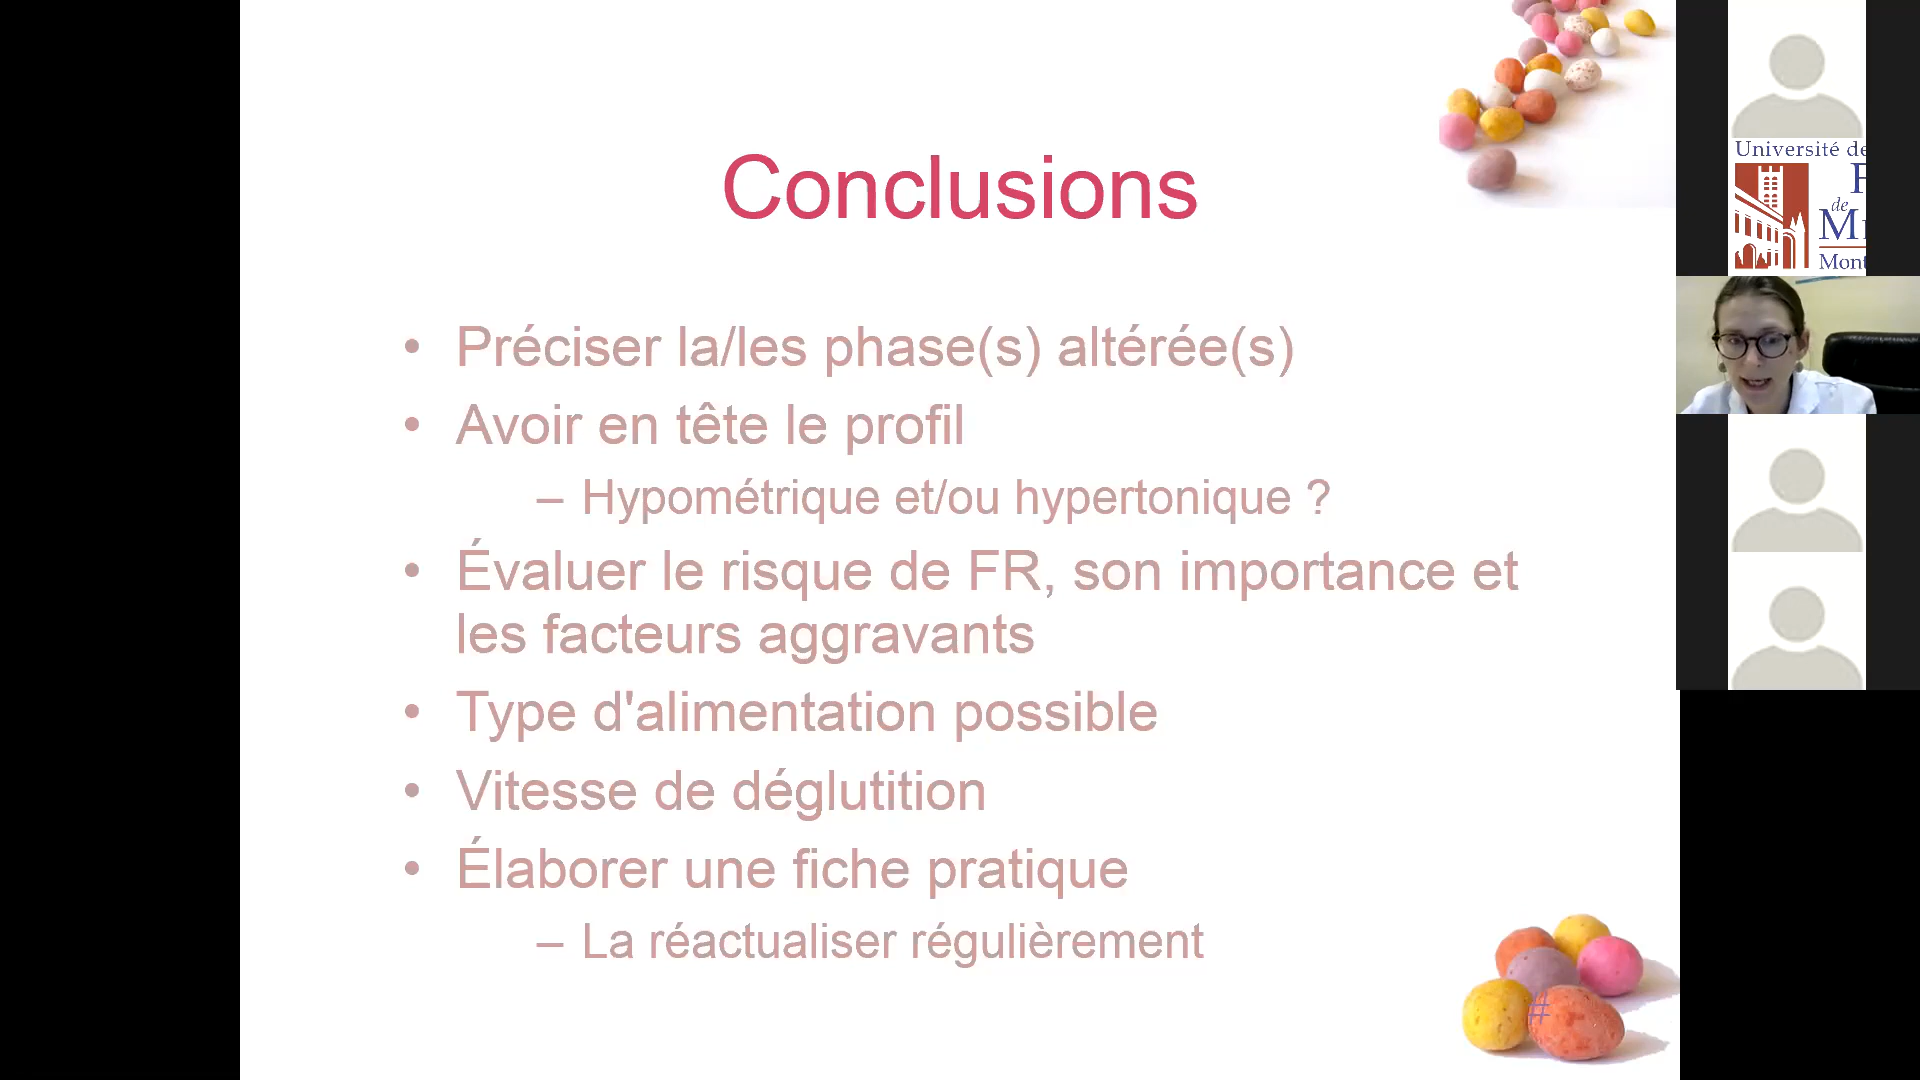 Conclusions
• Préciser la/les phase(s) altérée(s)
• Avoir en tête le profil
– Hypométrique et/ou hypertonique ?
• Évaluer le risque de FR, son importance et
les facteurs aggravants
• Type d'alimentation possible
• Vitesse de déglutition
• Élaborer une fiche pratique
– La réactualiser régulièrement
#
Université de
de